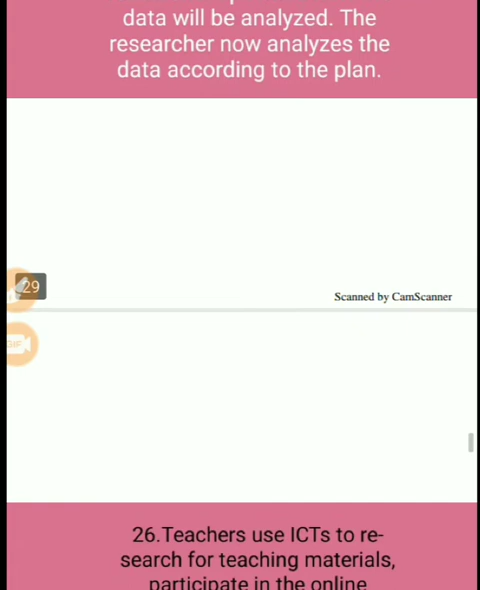 data will be analyzed. The
researcher now analyzes the
data according to the plan.
29
Scanned by CamScanner
GIF
26.Teachers use ICTs to re-
search for teaching materials,
participate in the online